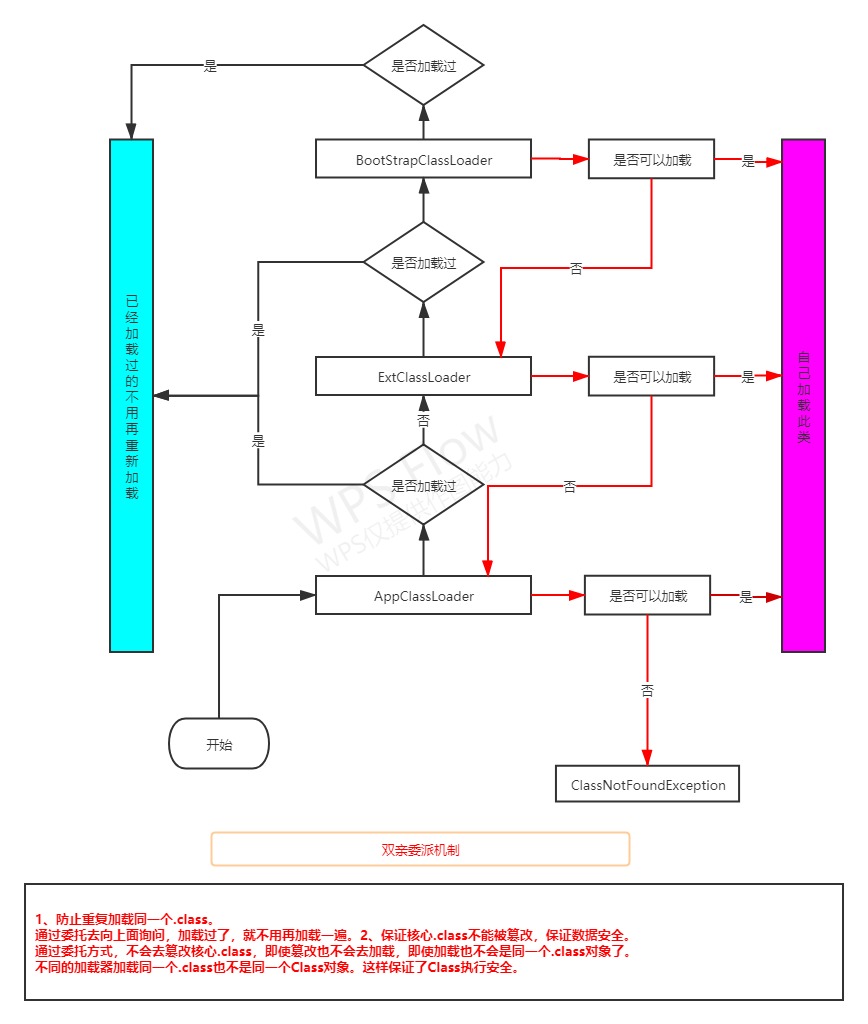 是否加载过
是
BootStrapClassLoader
是否可以加载
是
是否加载过
否
是
已经加载过的不用再重新加载
ExtClassLoader
是否可以加载
是
自己加载此类
否
是
是否加载过
否
WPS Flow
WPS仅提供作图能力
AppClassLoader
是否可以加载
是
否
开始
ClassNotFoundException
双亲委派机制
1、防止重复加载同一个.class。
通过委托去向上面询问，加载过了，就不用再加载一遍。2、保证核心.class不能被篡改，保证数据安全。
通过委托方式，不会去篡改核心.class，即使篡改也不会去加载，即使加载也不会是同一个.class对象了。
不同的加载器加载同一个.class也不是同一个Class对象。这样保证了Class执行安全。